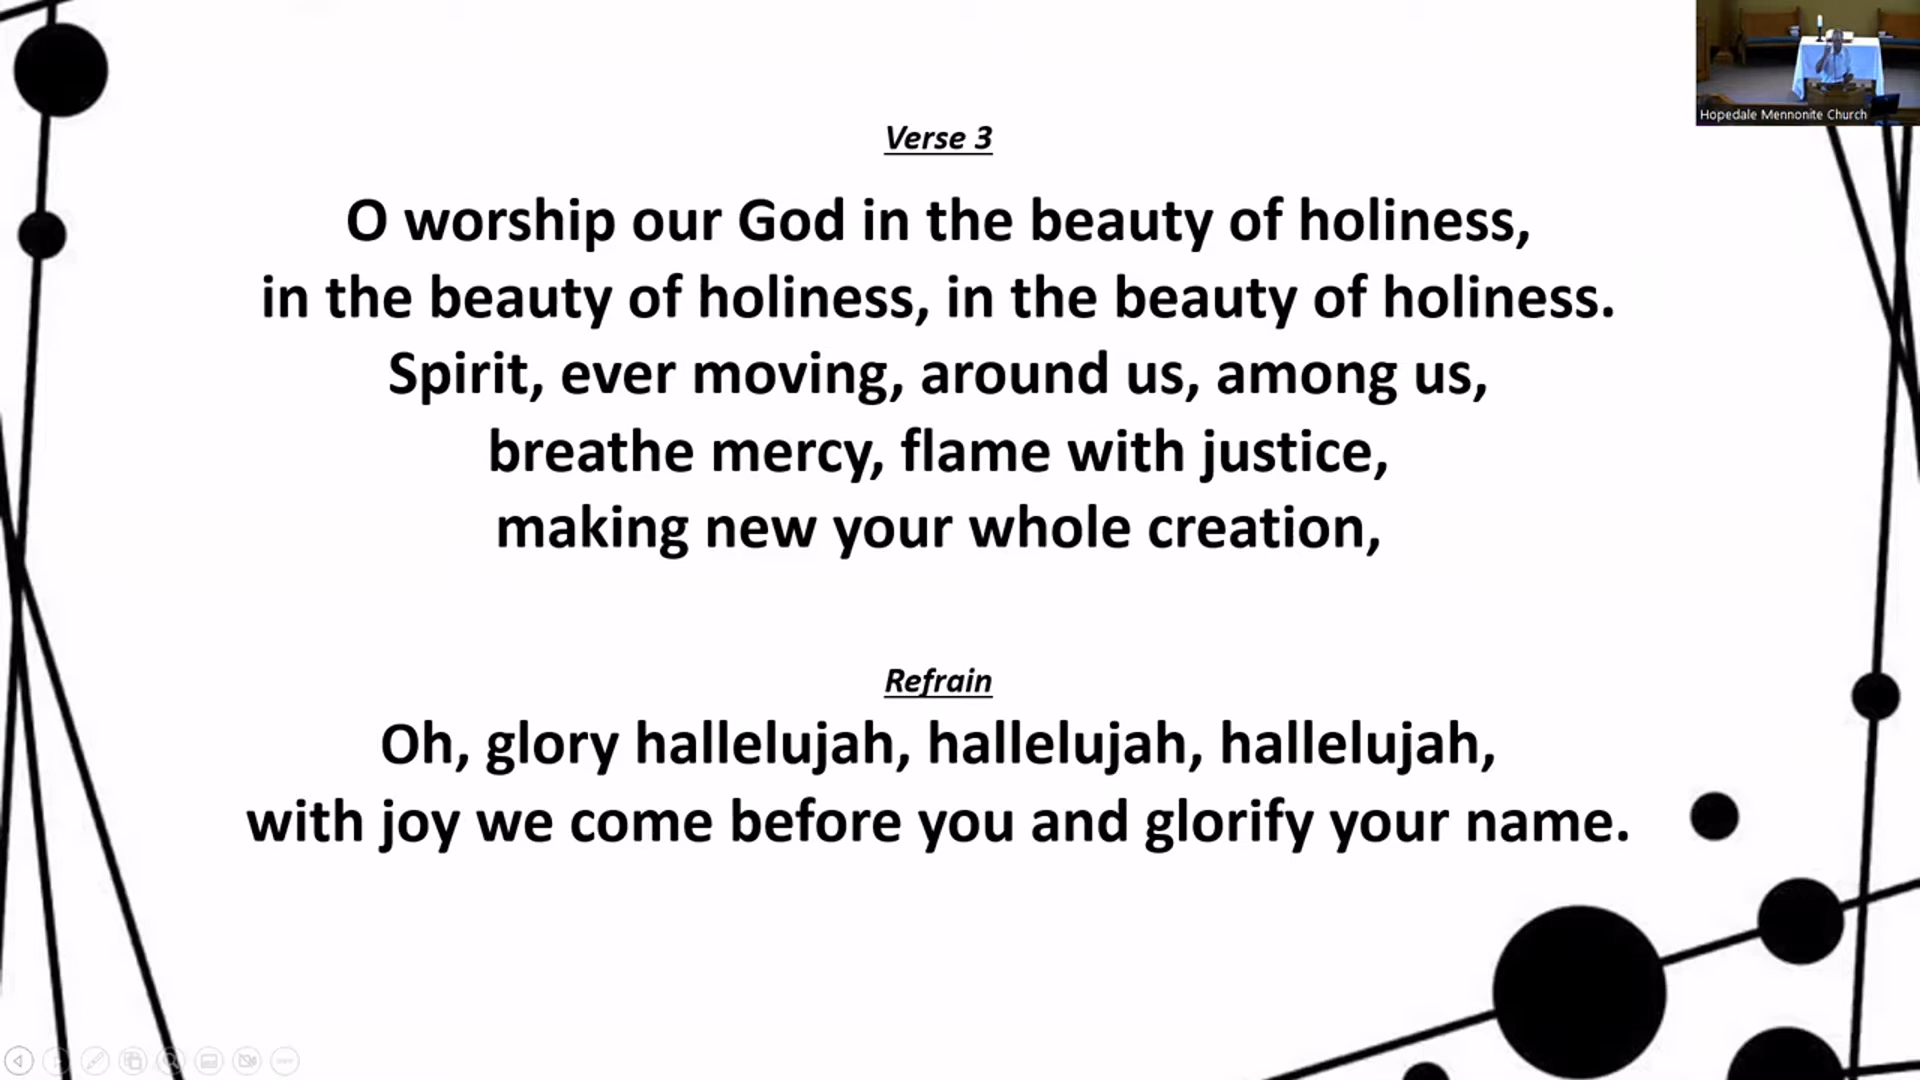 Hopedale Mennonite Church
Verse 3
O worship our God in the beauty of holiness,
in the beauty of holiness, in the beauty of holiness.
Spirit, ever moving, around us, among us,
breathe mercy, flame with justice,
making new your whole creation,
Refrain
Oh, glory hallelujah, hallelujah, hallelujah,
with joy we come before you and glorify your name.